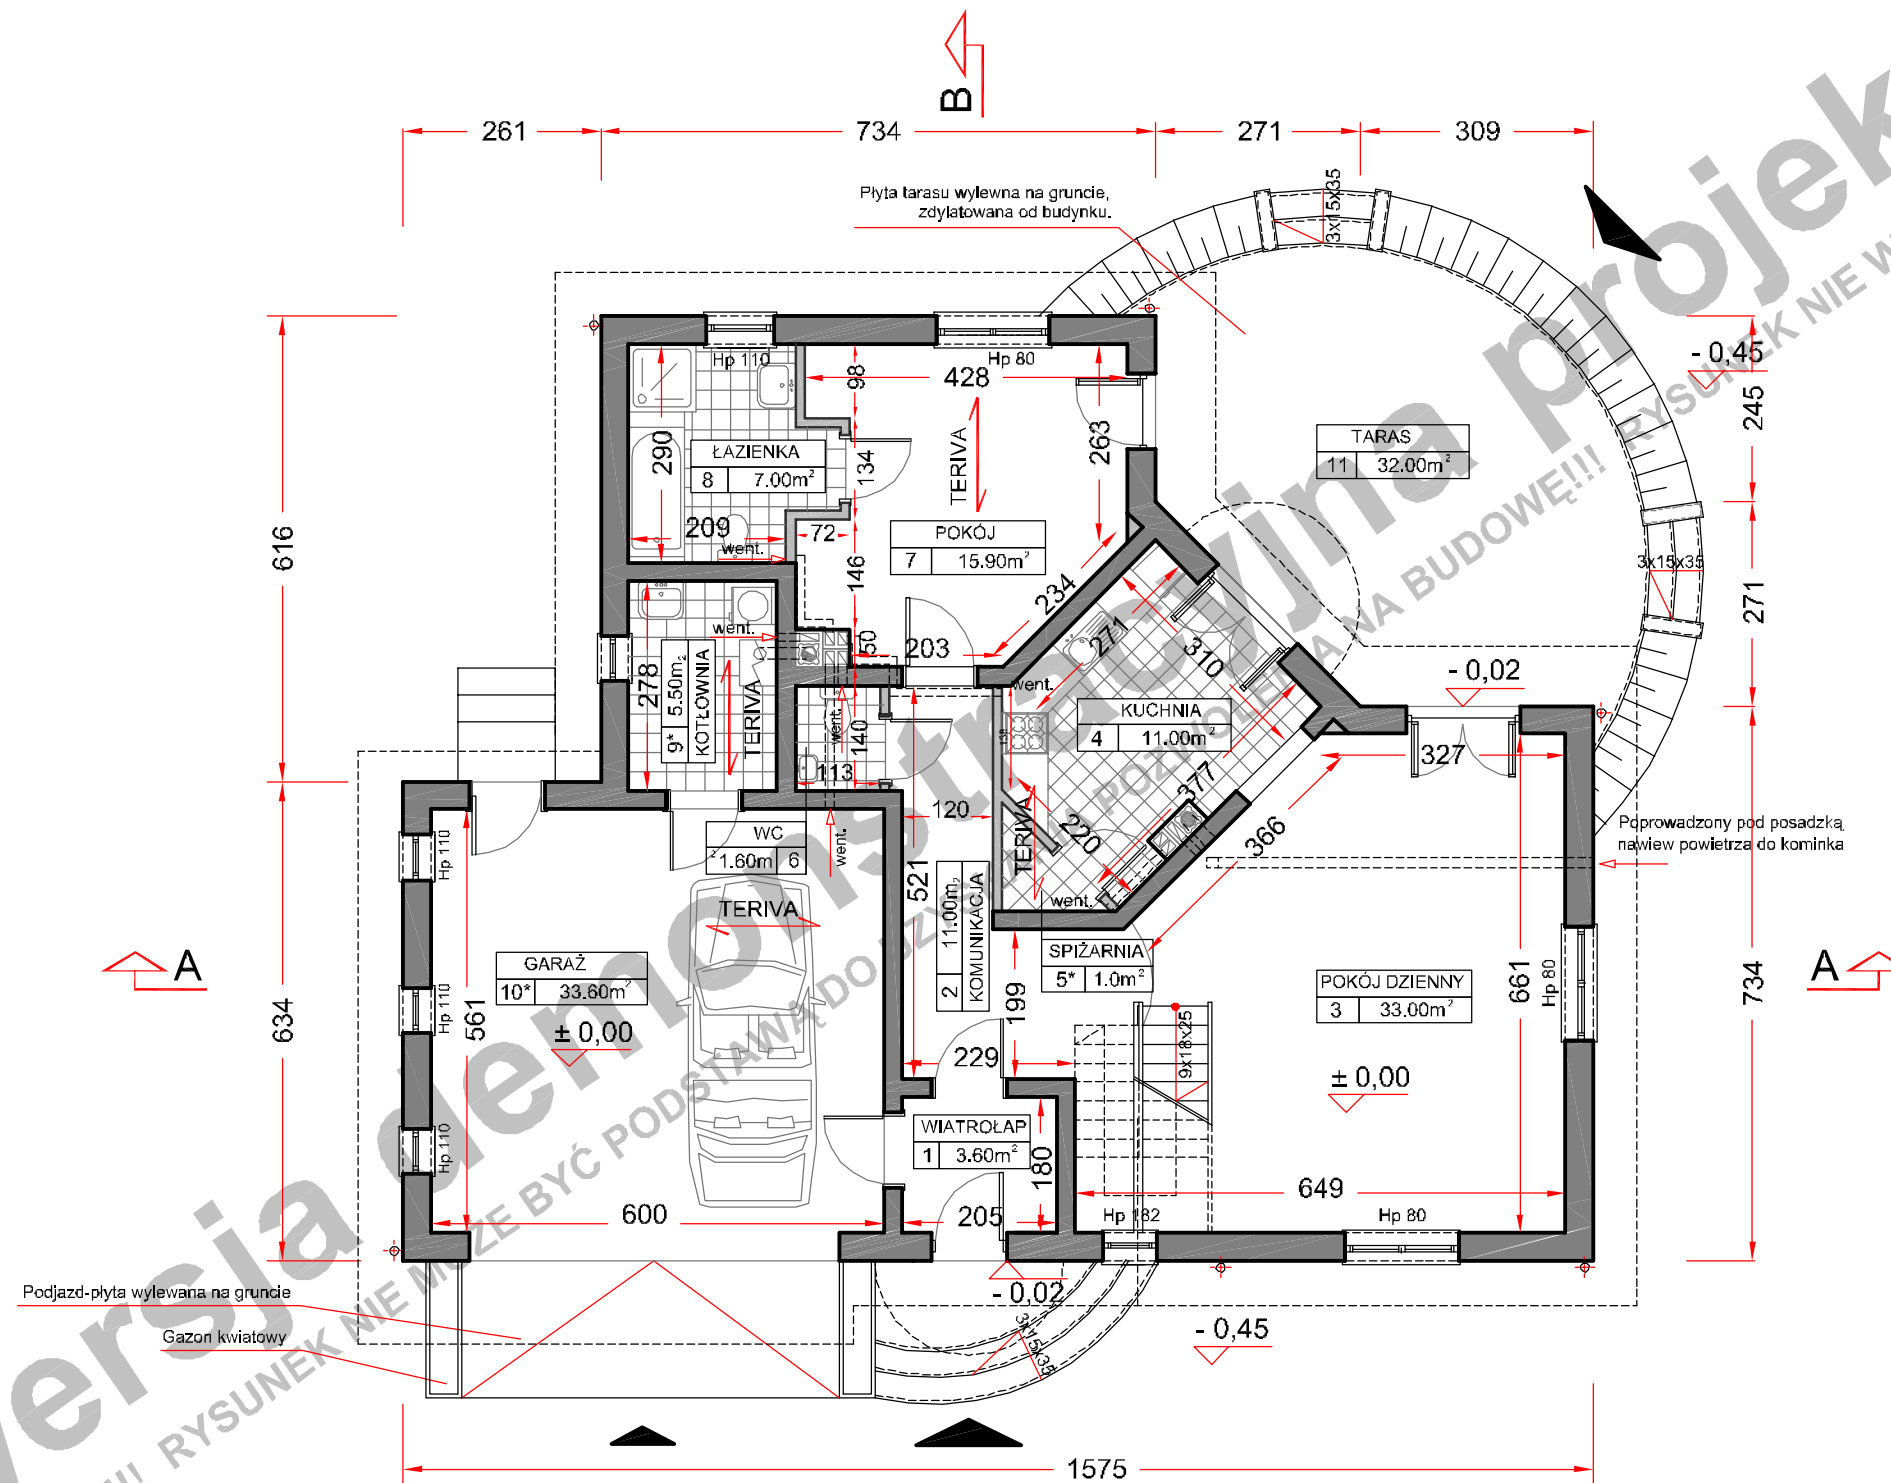 B
261
734
271
309
Płyta tarasu wylewna na gruncie,
zdylatowana od budynku.
3x15x35
- 0,45
Hp 110
Hp 80
98
428
263
290
ŁAZIENKA
8 7.00m²
134
TERIVA
TARAS
11 32.00m²
245
209
went.
72
POKÓJ
7 15.90m²
616
146
234
271
3x15x35
271
278
9* 5.50m²
KOTŁOWNIA
TERIVA
went.
50
203
310
- 0,02
went.
KUCHNIA
4 11.00m²
went.
140
113
327
377
120
TERIVA
220
366
Poprowadzony pod posadzką
nawiew powietrza do kominka
Hp 110
WC
1.60m² 6
went.
521
2 11.00m²
KOMUNIKACJA
went.
TERIVA
A
GARAŻ
10* 33.60m²
± 0,00
SPIŻARNIA
5* 1.0m²
POKÓJ DZIENNY
3 33.00m²
661
Hp 80
734
A
634
Hp 110
561
199
229
9x18x25
± 0,00
Hp 110
WIATROŁAP
1 3.60m²
180
600
205
649
Hp 182
Hp 80
Podjazd-płyta wylewana na gruncie
Gazon kwiatowy
- 0,02
3x15x35
- 0,45
1575
wersja demonstracyjna projek
RYSUNEK NIE MOŻE BYĆ PODSTAWĄ DO UZYSKANIA POZWOLENIA NA BUDOWĘ!!! RYSUNEK NIE